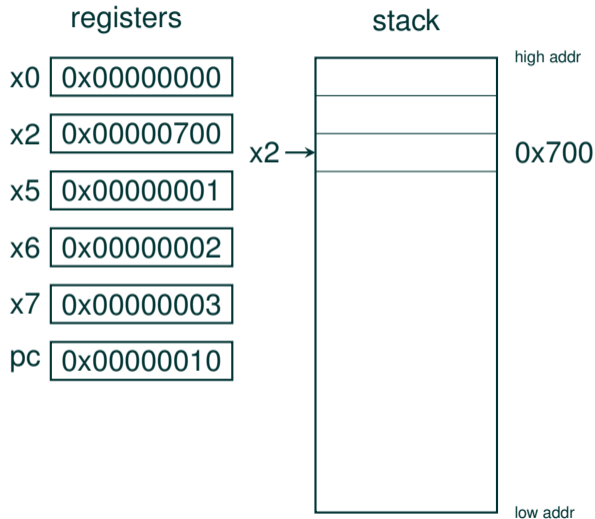 registers
x0 0x00000000
x2 0x00000700
x5 0x00000001
x6 0x00000002
x7 0x00000003
pc 0x00000010
stack
high addr
x2
0x700
low addr